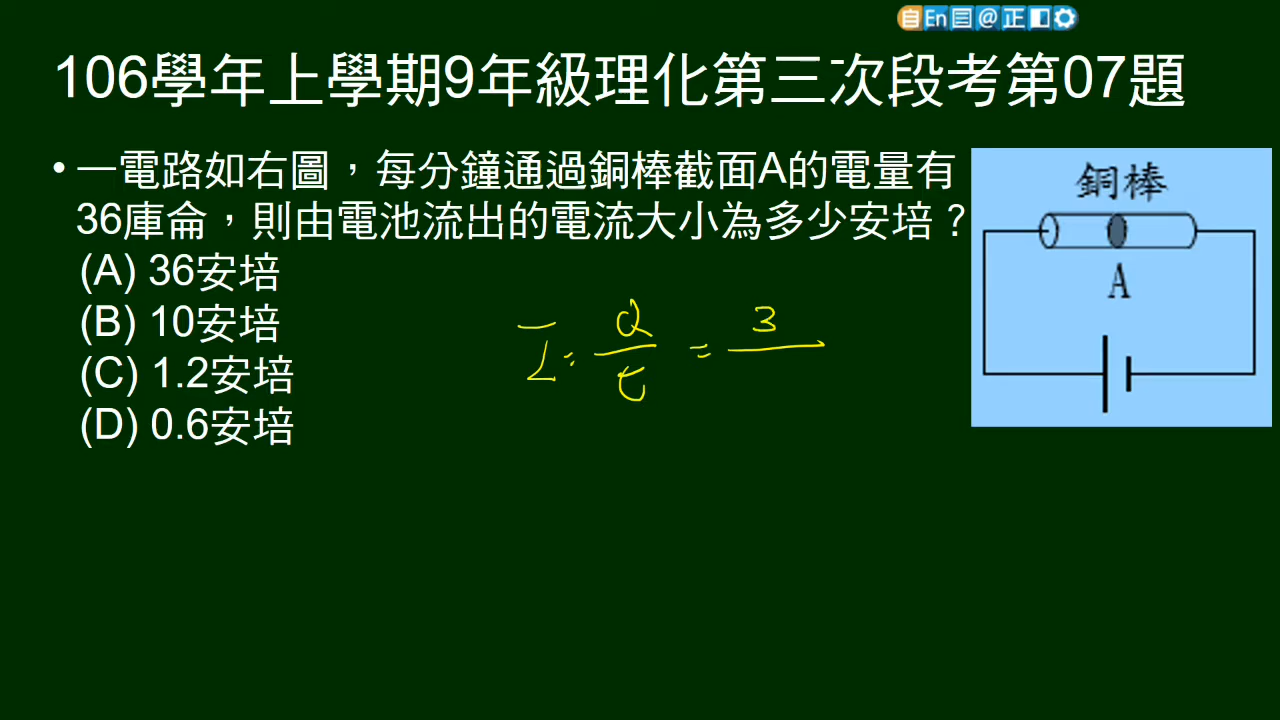 自En@正
106學年上學期9年級理化第三次段考第07題
•一電路如右圖，每分鐘通過銅棒截面A的電量有
36庫侖，則由電池流出的電流大小為多少安培？
(A) 36安培
(B) 10安培
(C) 1.2安培
(D) 0.6安培
I = Q/t = 3
銅棒
A